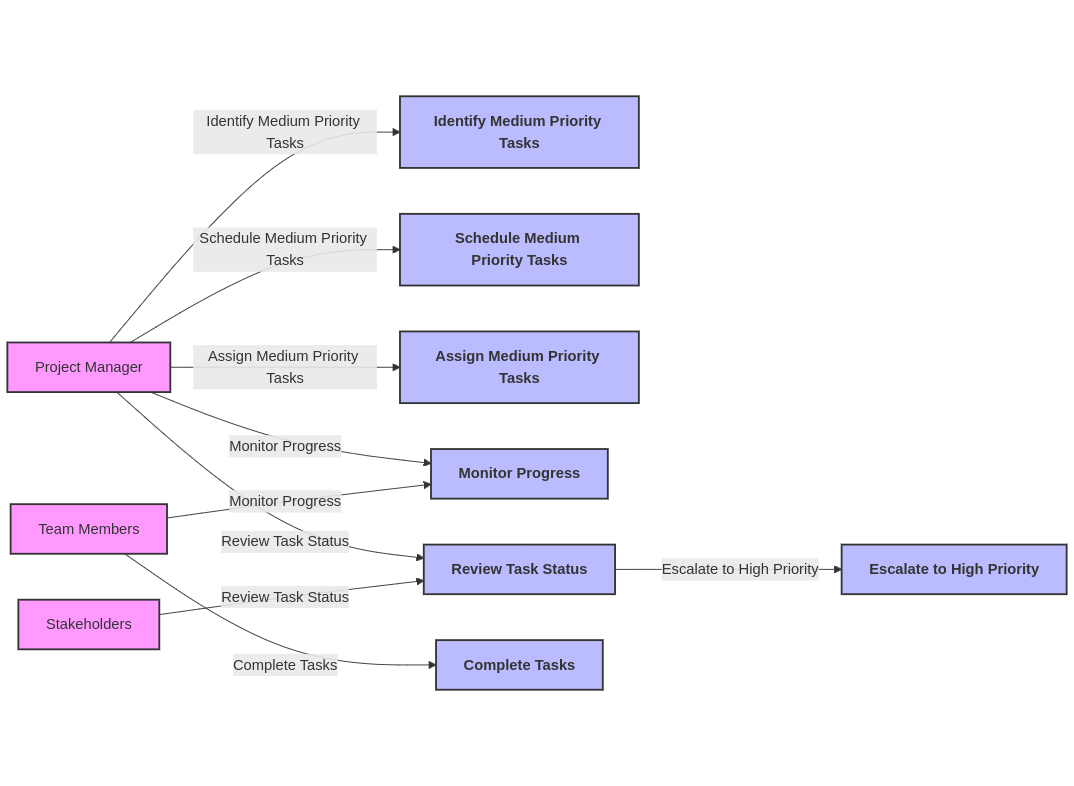 Identify Medium Priority
Tasks
Identify Medium Priority
Tasks
Schedule Medium Priority
Tasks
Schedule Medium
Priority Tasks
Project Manager
Assign Medium Priority
Tasks
Assign Medium Priority
Tasks
Monitor Progress
Monitor Progress
Monitor Progress
Team Members
Review Task Status
Review Task Status
Escalate to High Priority
Escalate to High Priority
Review Task Status
Stakeholders
Complete Tasks
Complete Tasks